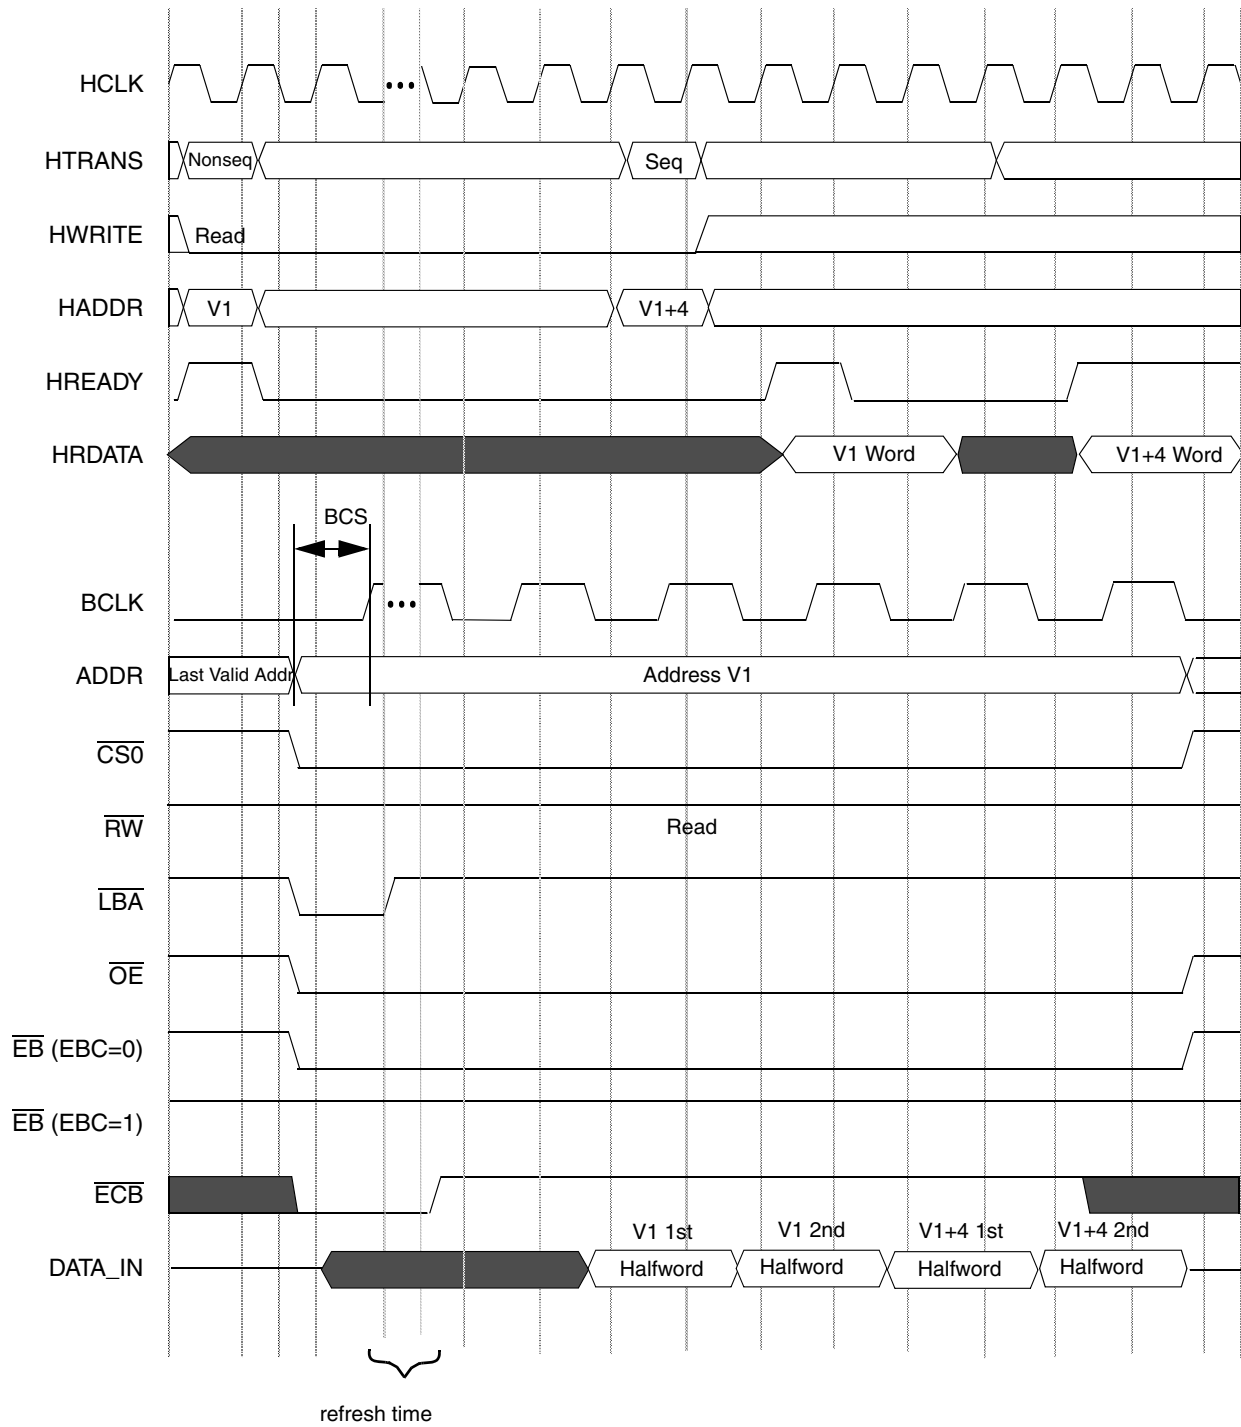 HCLK
HTRANS Nonseq Seq
HWRITE Read
HADDR V1 V1+4
HREADY
HRDATA V1 Word V1+4 Word
BCS
BCLK
ADDR Last Valid Addr Address V1
CS0
RW Read
LBA
OE
EB (EBC=0)
EB (EBC=1)
ECB
V1 1st V1 2nd V1+4 1st V1+4 2nd
DATA_IN Halfword Halfword Halfword Halfword
refresh time